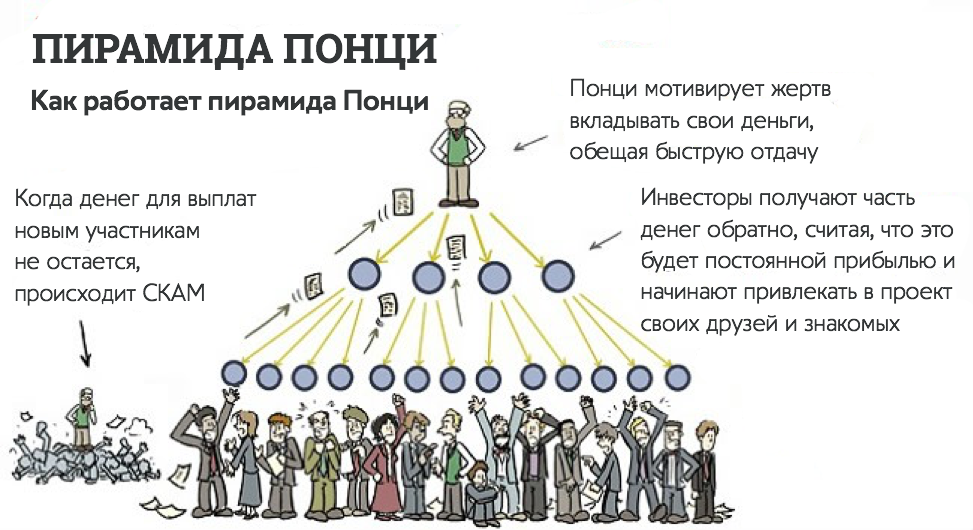 ПИРАМИДА ПОНЦИ
Как работает пирамида Понци
Понци мотивирует жертв
вкладывать свои деньги,
обещая быструю отдачу
Когда денег для выплат
новым участникам
не остается,
происходит СКАМ
Инвесторы получают часть
денег обратно, считая, что это
будет постоянной прибылью и
начинают привлекать в проект
своих друзей и знакомых